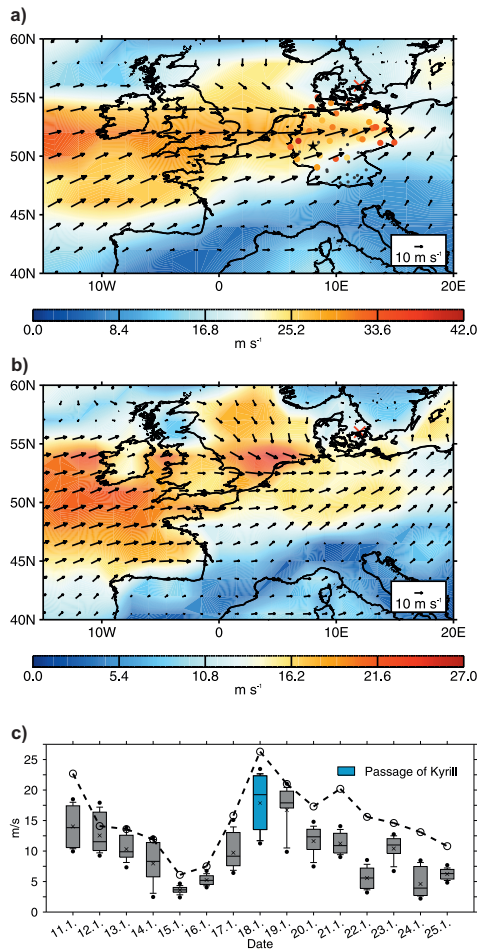 a)
60N
55N
50N
45N
40N
10 m s⁻¹
10W 0 10E 20E
0.0 8.4 16.8 25.2 33.6 42.0
m s⁻¹
b)
60N
55N
50N
45N
40N
10 m s⁻¹
10W 0 10E 20E
0.0 5.4 10.8 16.2 21.6 27.0
m s⁻¹
c)
25
20
15
10
5
0
m/s
Passage of Kyrill
11.1. 12.1. 13.1. 14.1. 15.1. 16.1. 17.1. 18.1. 19.1. 20.1. 21.1. 22.1. 23.1. 24.1. 25.1.
Date